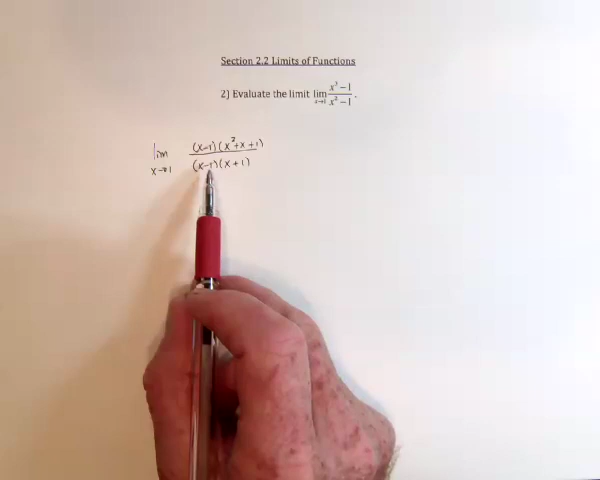 Section 2.2 Limits of Functions
2) Evaluate the limit lim x→1 x³ − 1 / x² − 1 .
lim x→1 (x−1)(x²+x+1) / (x−1)(x+1)